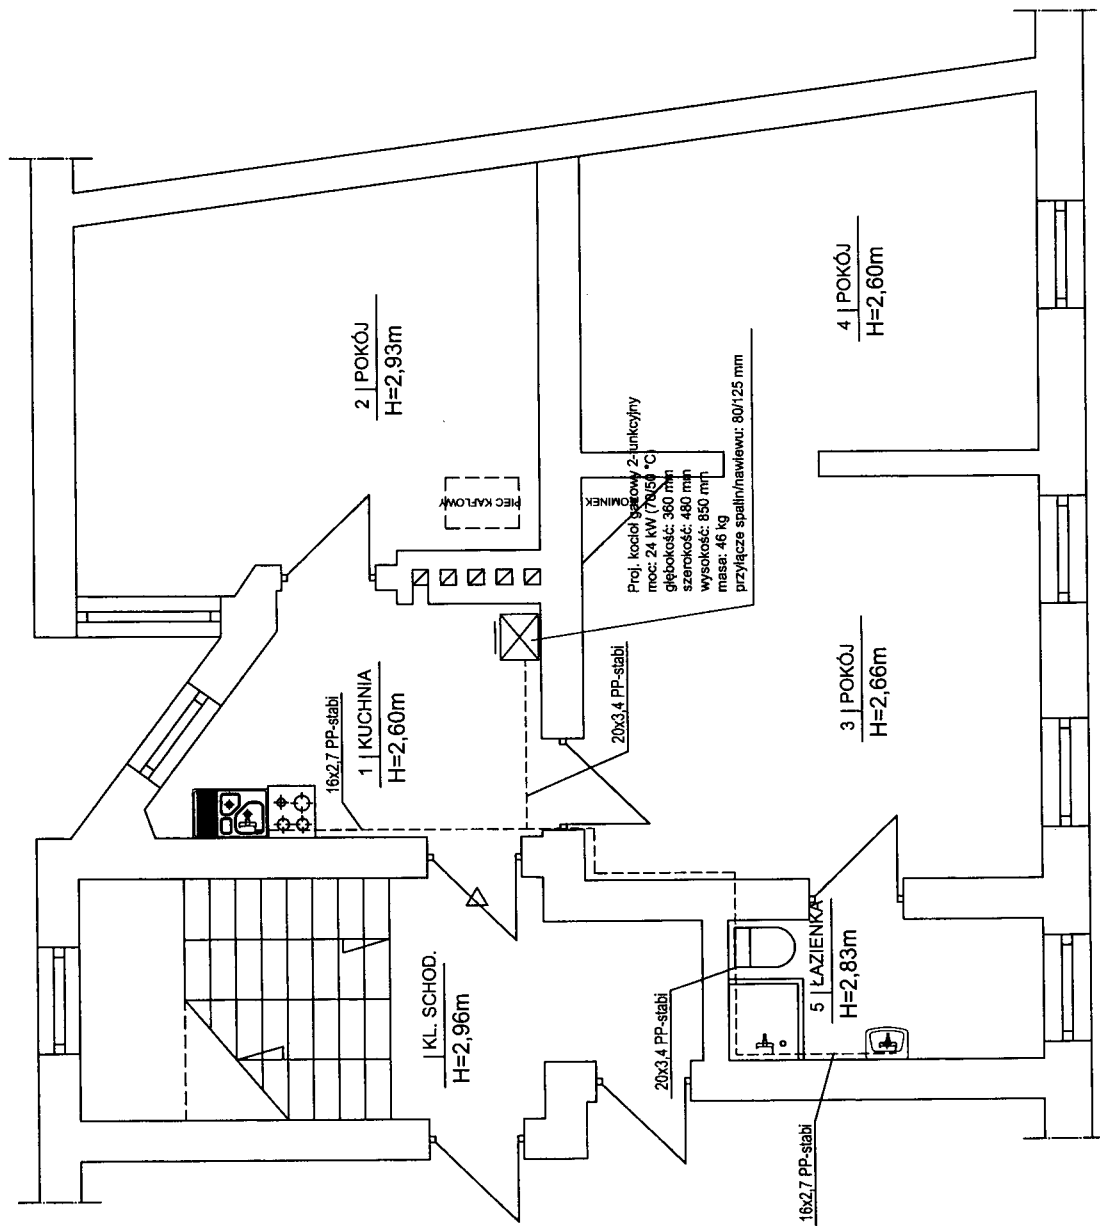 2 | POKÓJ
H=2,93m
4 | POKÓJ
H=2,60m
PIEC KAFLOWY
KOMINEK
Proj. kocioł gazowy 2-funkcyjny
moc: 24 kW (70/50 °C)
głębokość: 360 mm
szerokość: 480 mm
wysokość: 850 mm
masa: 46 kg
przyłącze spalin/nawiewu: 80/125 mm
16x2,7 PP-stabi
1 | KUCHNIA
H=2,60m
20x3,4 PP-stabi
3 | POKÓJ
H=2,66m
KL. SCHOD.
H=2,96m
20x3,4 PP-stabi
5 | ŁAZIENKA
H=2,83m
16x2,7 PP-stabi